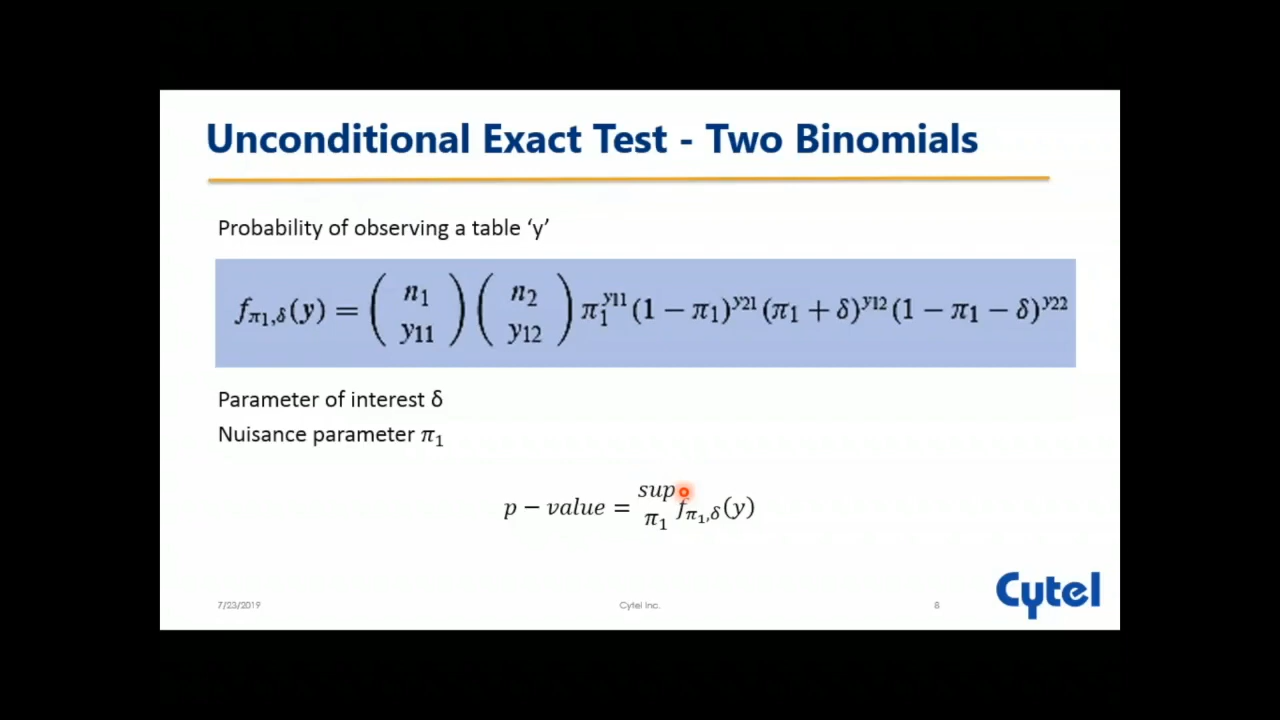 Unconditional Exact Test - Two Binomials
Probability of observing a table ‘y’
f_{π1,δ}(y) = (n1 y11) (n2 y12) π1^{y11} (1 − π1)^{y21} (π1 + δ)^{y12} (1 − π1 − δ)^{y22}
Parameter of interest δ
Nuisance parameter π1
p − value = sup_{π1} f_{π1,δ}(y)
7/23/2019 Cytel Inc. 8
Cytel